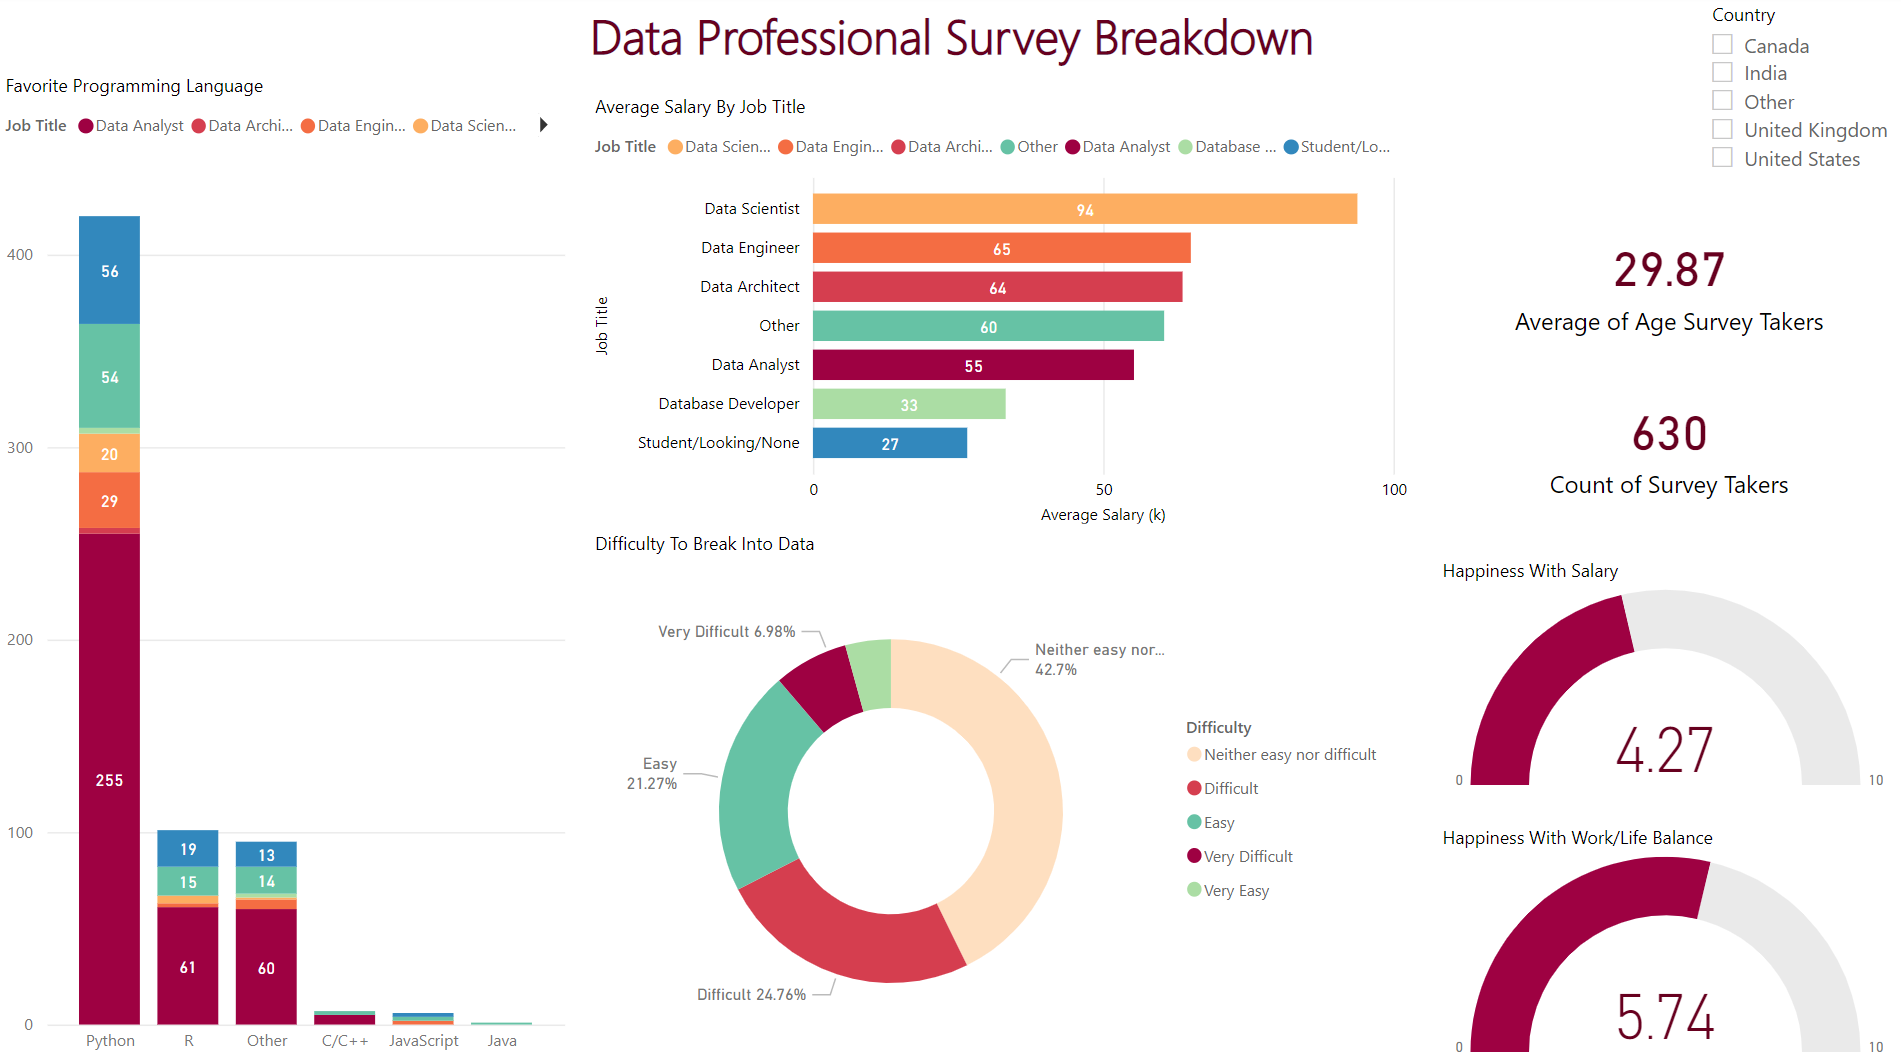 Data Professional Survey Breakdown
Country
Canada
India
Other
United Kingdom
United States
Favorite Programming Language
Job Title Data Analyst Data Archi... Data Engin... Data Scien...
400
300
200
100
0
56
54
20
29
255
19
15
61
13
14
60
Python R Other C/C++ JavaScript Java
Average Salary By Job Title
Job Title Data Scien... Data Engin... Data Archi... Other Data Analyst Database ... Student/Lo...
Job Title
Data Scientist 94
Data Engineer 65
Data Architect 64
Other 60
Data Analyst 55
Database Developer 33
Student/Looking/None 27
0 50 100
Average Salary (k)
29.87
Average of Age Survey Takers
630
Count of Survey Takers
Difficulty To Break Into Data
Very Difficult 6.98%
Neither easy nor...
42.7%
Easy
21.27%
Difficult 24.76%
Difficulty
Neither easy nor difficult
Difficult
Easy
Very Difficult
Very Easy
Happiness With Salary
4.27
0 10
Happiness With Work/Life Balance
5.74
0 10